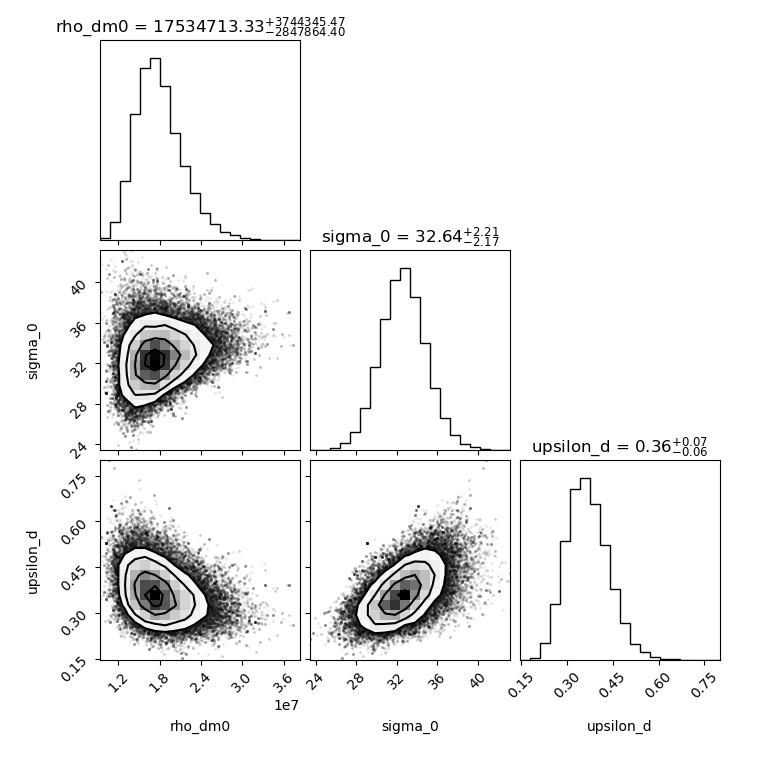 rho_dm0 = 17534713.33+3744345.47−2847864.40
sigma_0 = 32.64+2.21−2.17
upsilon_d = 0.36+0.07−0.06
sigma_0
40
36
32
28
24
upsilon_d
0.75
0.60
0.45
0.30
0.15
1.2 1.8 2.4 3.0 3.6
1e7
rho_dm0
24 28 32 36 40
sigma_0
0.15 0.30 0.45 0.60 0.75
upsilon_d